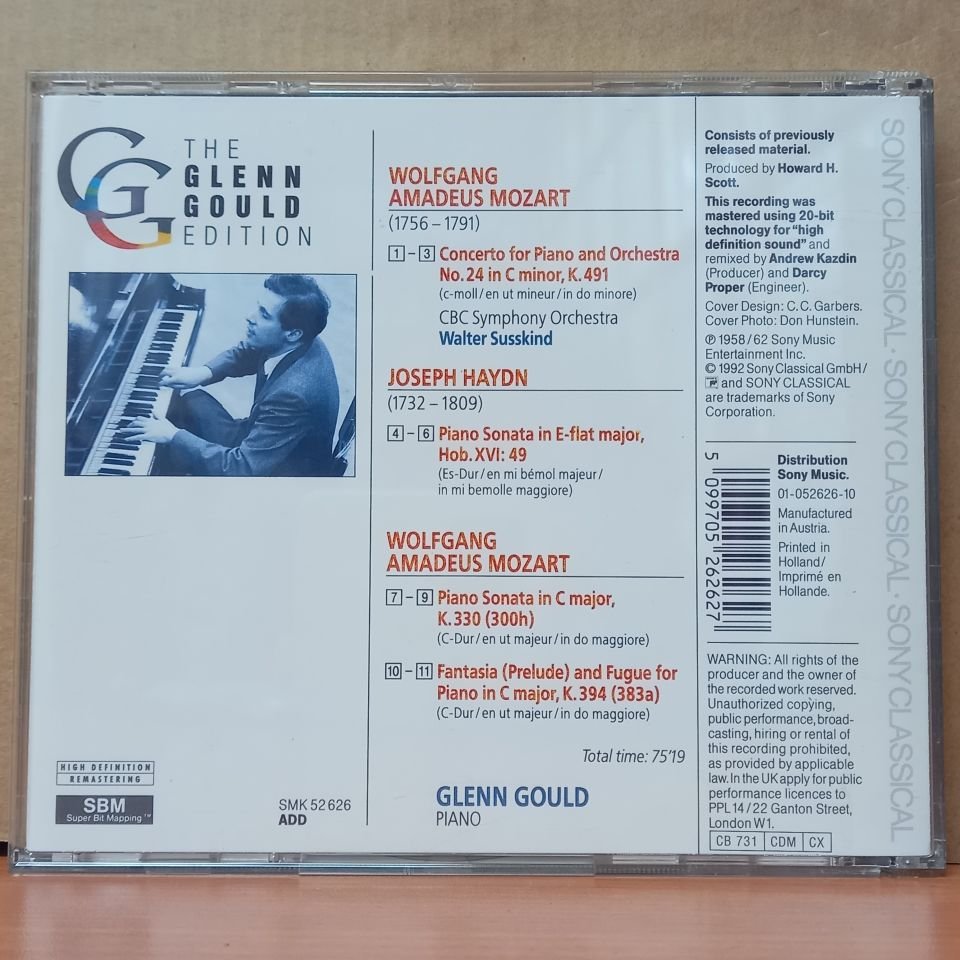 THE
GLENN
GOULD
EDITION
GG
WOLFGANG
AMADEUS MOZART
(1756 – 1791)
1 – 3 Concerto for Piano and Orchestra
No. 24 in C minor, K. 491
(c-moll / en ut mineur / in do minore)
CBC Symphony Orchestra
Walter Susskind
JOSEPH HAYDN
(1732 – 1809)
4 – 6 Piano Sonata in E-flat major,
Hob. XVI: 49
(Es-Dur / en mi bémol majeur /
in mi bemolle maggiore)
WOLFGANG
AMADEUS MOZART
7 – 9 Piano Sonata in C major,
K. 330 (300h)
(C-Dur / en ut majeur / in do maggiore)
10 – 11 Fantasia (Prelude) and Fugue for
Piano in C major, K. 394 (383a)
(C-Dur / en ut majeur / in do maggiore)
Total time: 75'19
GLENN GOULD
PIANO
HIGH DEFINITION
REMASTERING
SBM
Super Bit Mapping™
SMK 52 626
ADD
Consists of previously
released material.
Produced by Howard H.
Scott.
This recording was
mastered using 20-bit
technology for “high
definition sound” and
remixed by Andrew Kazdin
(Producer) and Darcy
Proper (Engineer).
Cover Design: C. C. Garbers.
Cover Photo: Don Hunstein.
℗ 1958 / 62 Sony Music
Entertainment Inc.
© 1992 Sony Classical GmbH /
and SONY CLASSICAL
are trademarks of Sony
Corporation.
5 099705 262627
Distribution
Sony Music.
01-052626-10
Manufactured
in Austria.
Printed in
Holland /
Imprimé en
Hollande.
WARNING: All rights of the
producer and the owner of
the recorded work reserved.
Unauthorized copying,
public performance, broad-
casting, hiring or rental of
this recording prohibited,
as provided by applicable
law. In the UK apply for public
performance licences to
PPL 14 / 22 Ganton Street,
London W1.
CB 731 CDM CX
SONY CLASSICAL · SONY CLASSICAL · SONY CLASSICAL